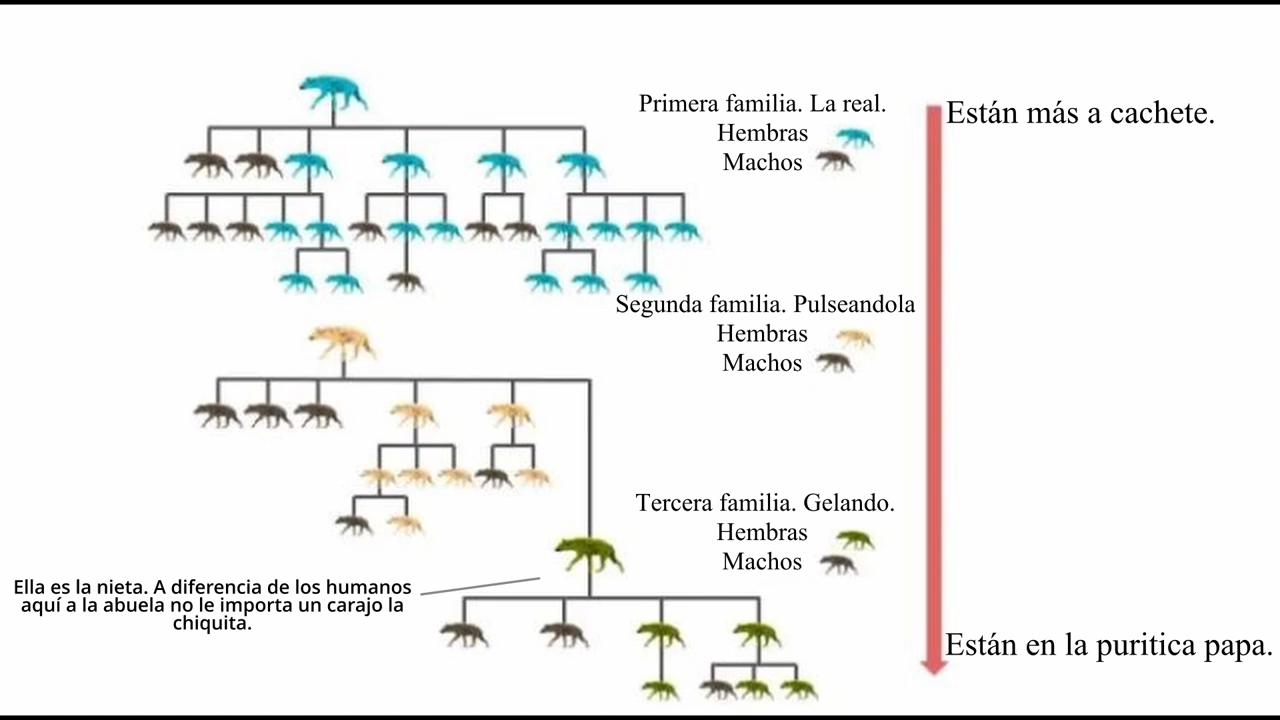 Primera familia. La real.
Hembras
Machos
Están más a cachete.
Segunda familia. Pulseandola
Hembras
Machos
Tercera familia. Gelando.
Hembras
Machos
Ella es la nieta. A diferencia de los humanos
aquí a la abuela no le importa un carajo la
chiquita.
Están en la puritica papa.